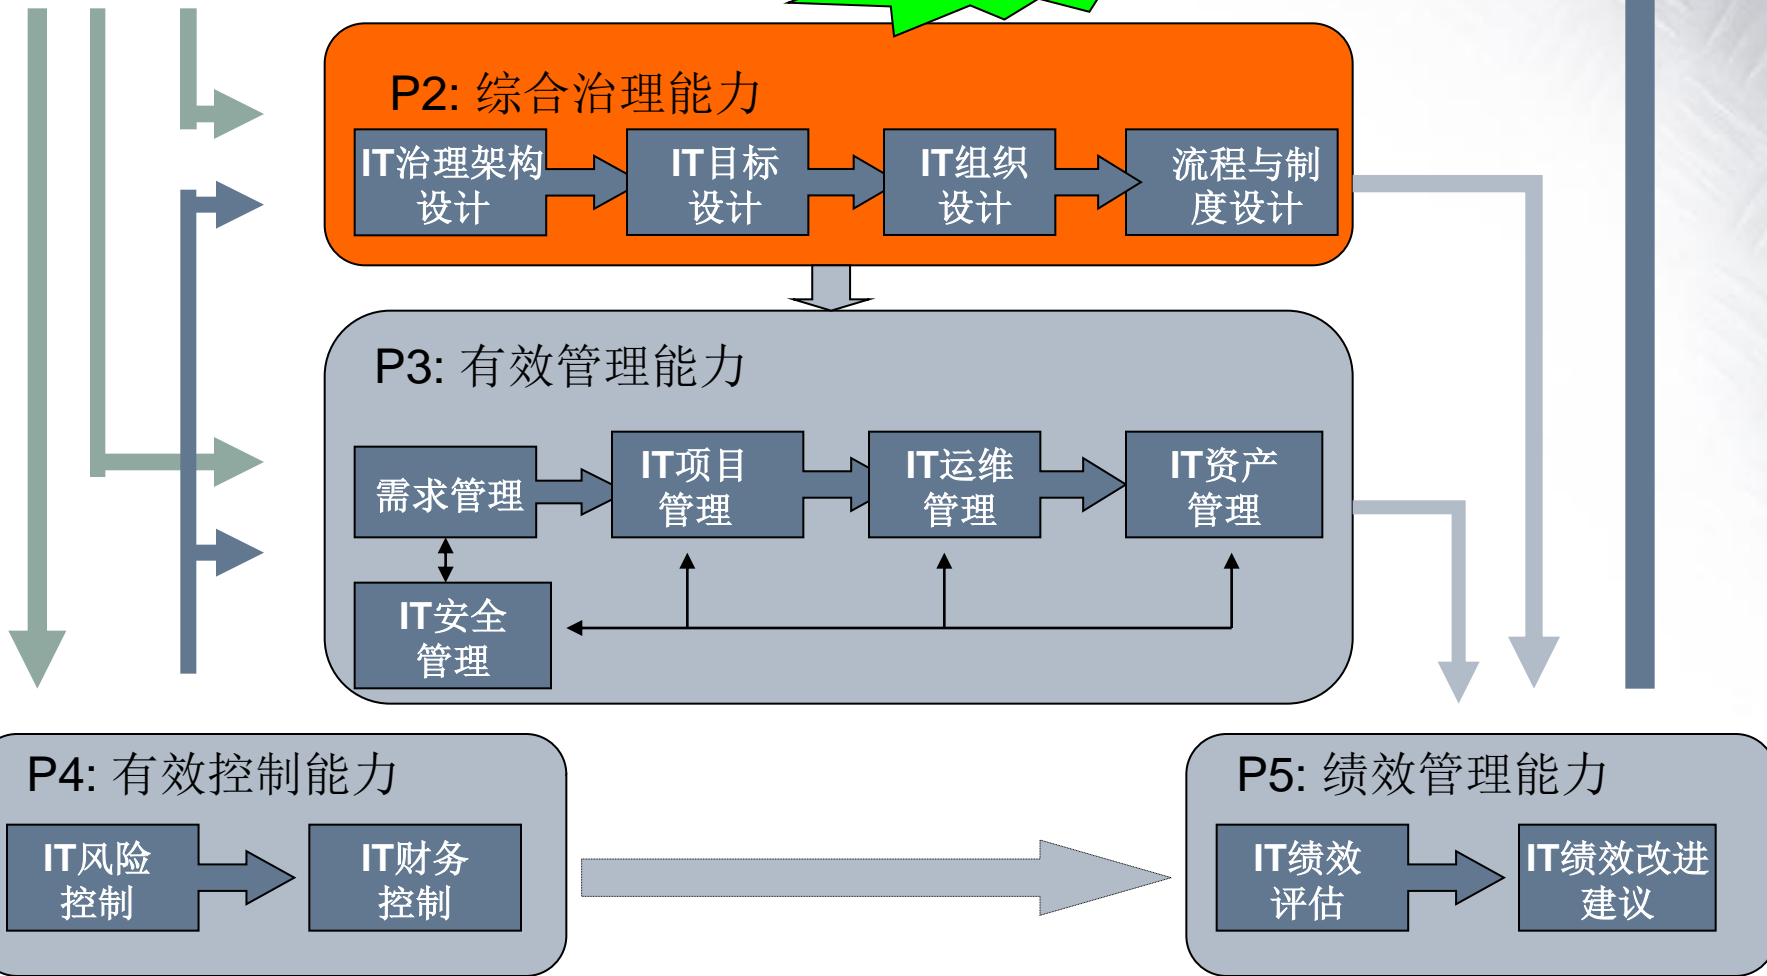 P2: 综合治理能力
IT治理架构
设计
IT目标
设计
IT组织
设计
流程与制
度设计
P3: 有效管理能力
需求管理
IT项目
管理
IT运维
管理
IT资产
管理
IT安全
管理
P4: 有效控制能力
IT风险
控制
IT财务
控制
P5: 绩效管理能力
IT绩效
评估
IT绩效改进
建议